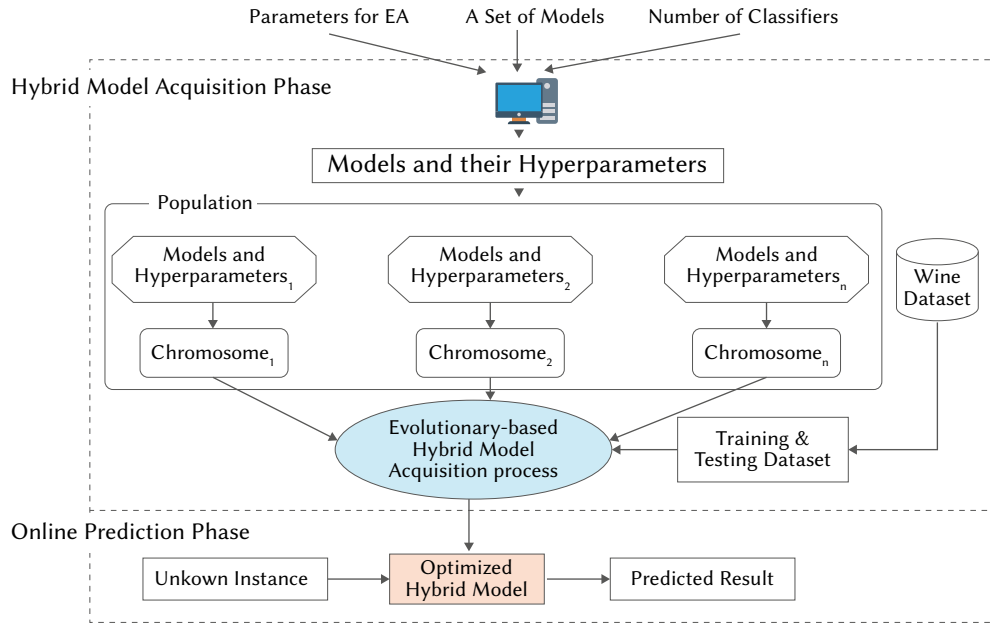 Parameters for EA
A Set of Models
Number of Classifiers
Hybrid Model Acquisition Phase
Models and their Hyperparameters
Population
Models and
Hyperparameters1
Models and
Hyperparameters2
Models and
Hyperparametersn
Wine
Dataset
Chromosome1
Chromosome2
Chromosomen
Evolutionary-based
Hybrid Model
Acquisition process
Training &
Testing Dataset
Online Prediction Phase
Unkown Instance
Optimized
Hybrid Model
Predicted Result